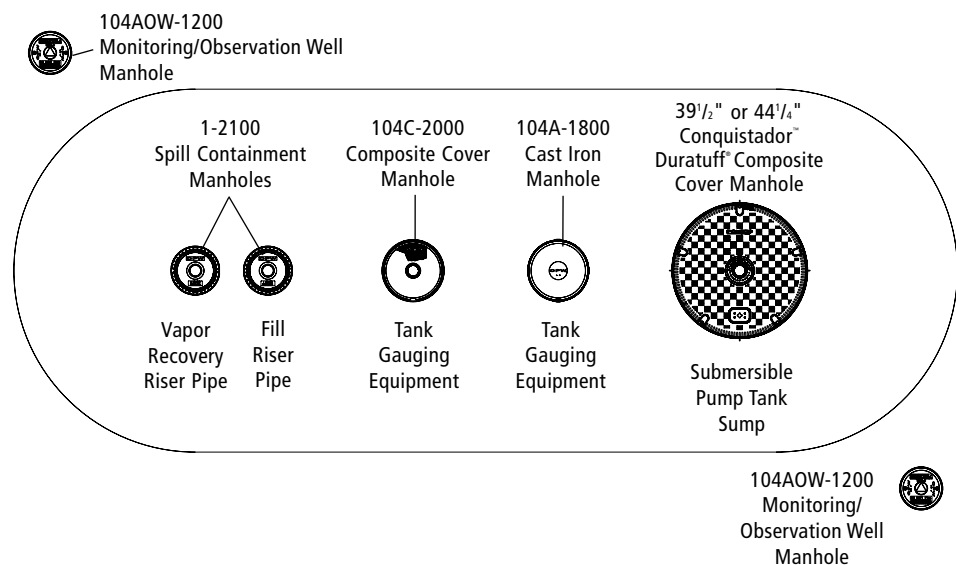 104AOW-1200
Monitoring/Observation Well
Manhole
1-2100
Spill Containment
Manholes
104C-2000
Composite Cover
Manhole
104A-1800
Cast Iron
Manhole
39¹/₂" or 44¹/₄"
Conquistador™
Duratuff® Composite
Cover Manhole
Vapor
Recovery
Riser Pipe
Fill
Riser
Pipe
Tank
Gauging
Equipment
Tank
Gauging
Equipment
Submersible
Pump Tank
Sump
104AOW-1200
Monitoring/
Observation Well
Manhole